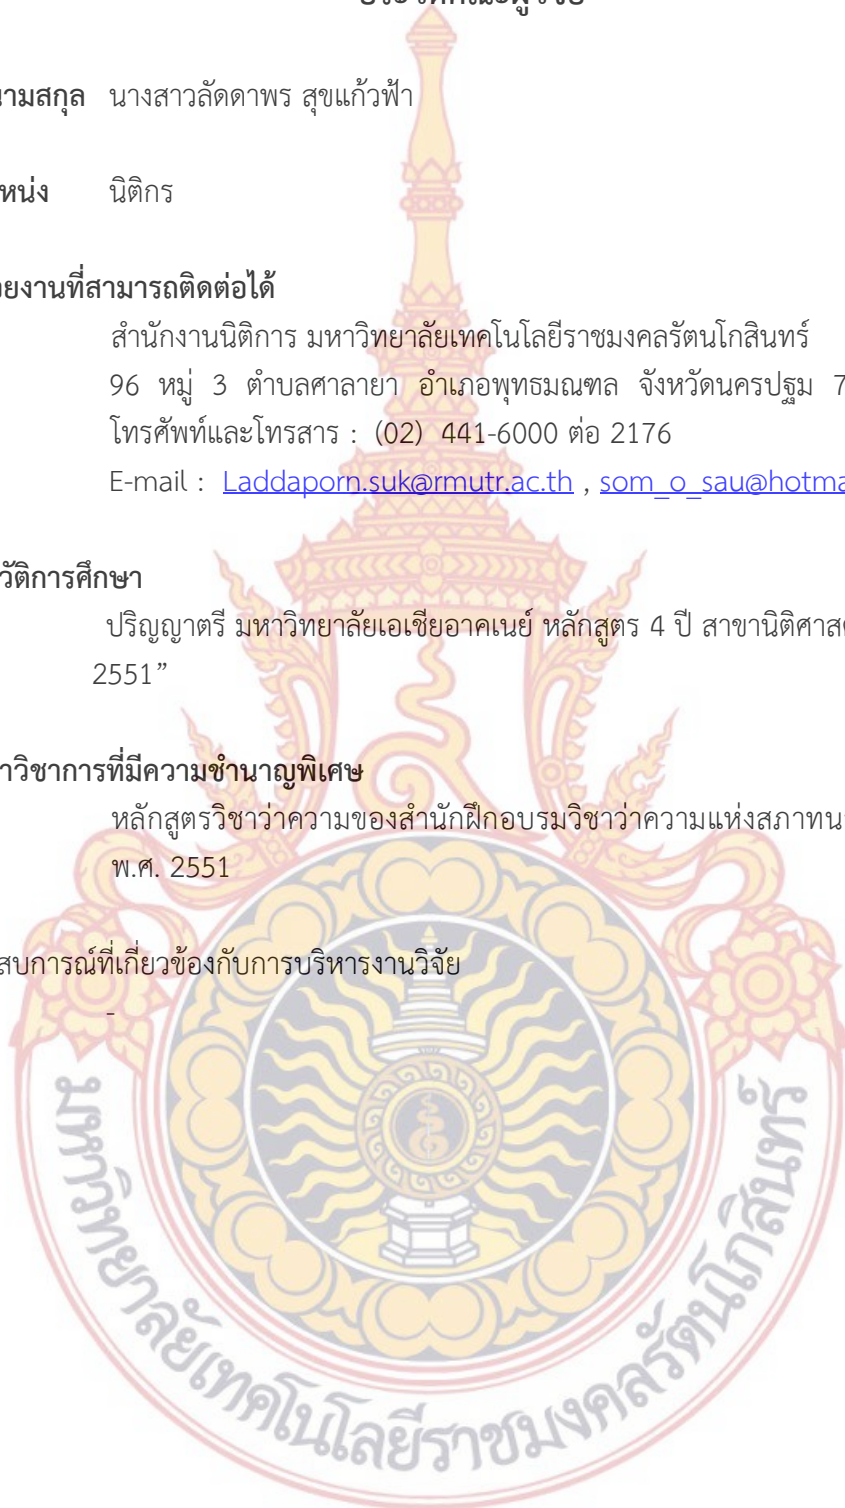 ประวัติคณะผู้วิจัย
นามสกุล นางสาวลัดดาพร สุขแก้วฟ้า
หน่ง นิติกร
ยงานที่สามารถติดต่อได้
สำนักงานนิติการ มหาวิทยาลัยเทคโนโลยีราชมงคลรัตนโกสินทร์
96 หมู่ 3 ตำบลศาลายา อำเภอพุทธมณฑล จังหวัดนครปฐม 7
โทรศัพท์และโทรสาร : (02) 441-6000 ต่อ 2176
E-mail : Laddaporn.suk@rmutr.ac.th , som_o_sau@hotma
วัติการศึกษา
ปริญญาตรี มหาวิทยาลัยเอเชียอาคเนย์ หลักสูตร 4 ปี สาขานิติศาส
2551”
าวิชาการที่มีความชำนาญพิเศษ
หลักสูตรวิชาว่าความของสำนักฝึกอบรมวิชาว่าความแห่งสภาทน
พ.ศ. 2551
สบการณ์ที่เกี่ยวข้องกับการบริหารงานวิจัย
-
มหาวิทยาลัยเทคโนโลยีราชมงคลรัตนโกสินทร์